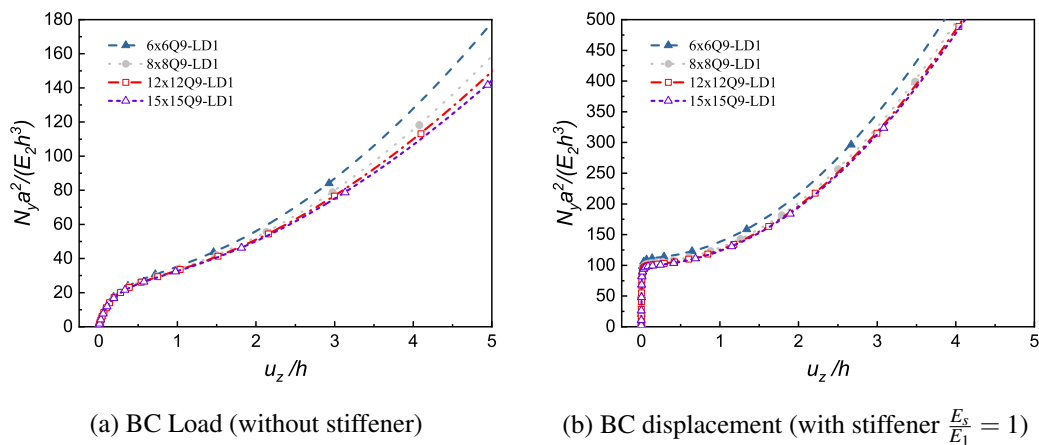 180
160
140
120
100
80
60
40
20
0
N_y a^2/(E_2 h^3)
6x6Q9-LD1
8x8Q9-LD1
12x12Q9-LD1
15x15Q9-LD1
0 1 2 3 4 5
u_z /h
(a) BC Load (without stiffener)
500
450
400
350
300
250
200
150
100
50
0
N_y a^2/(E_2 h^3)
6x6Q9-LD1
8x8Q9-LD1
12x12Q9-LD1
15x15Q9-LD1
0 1 2 3 4 5
u_z /h
(b) BC displacement (with stiffener E_s/E_1 = 1)